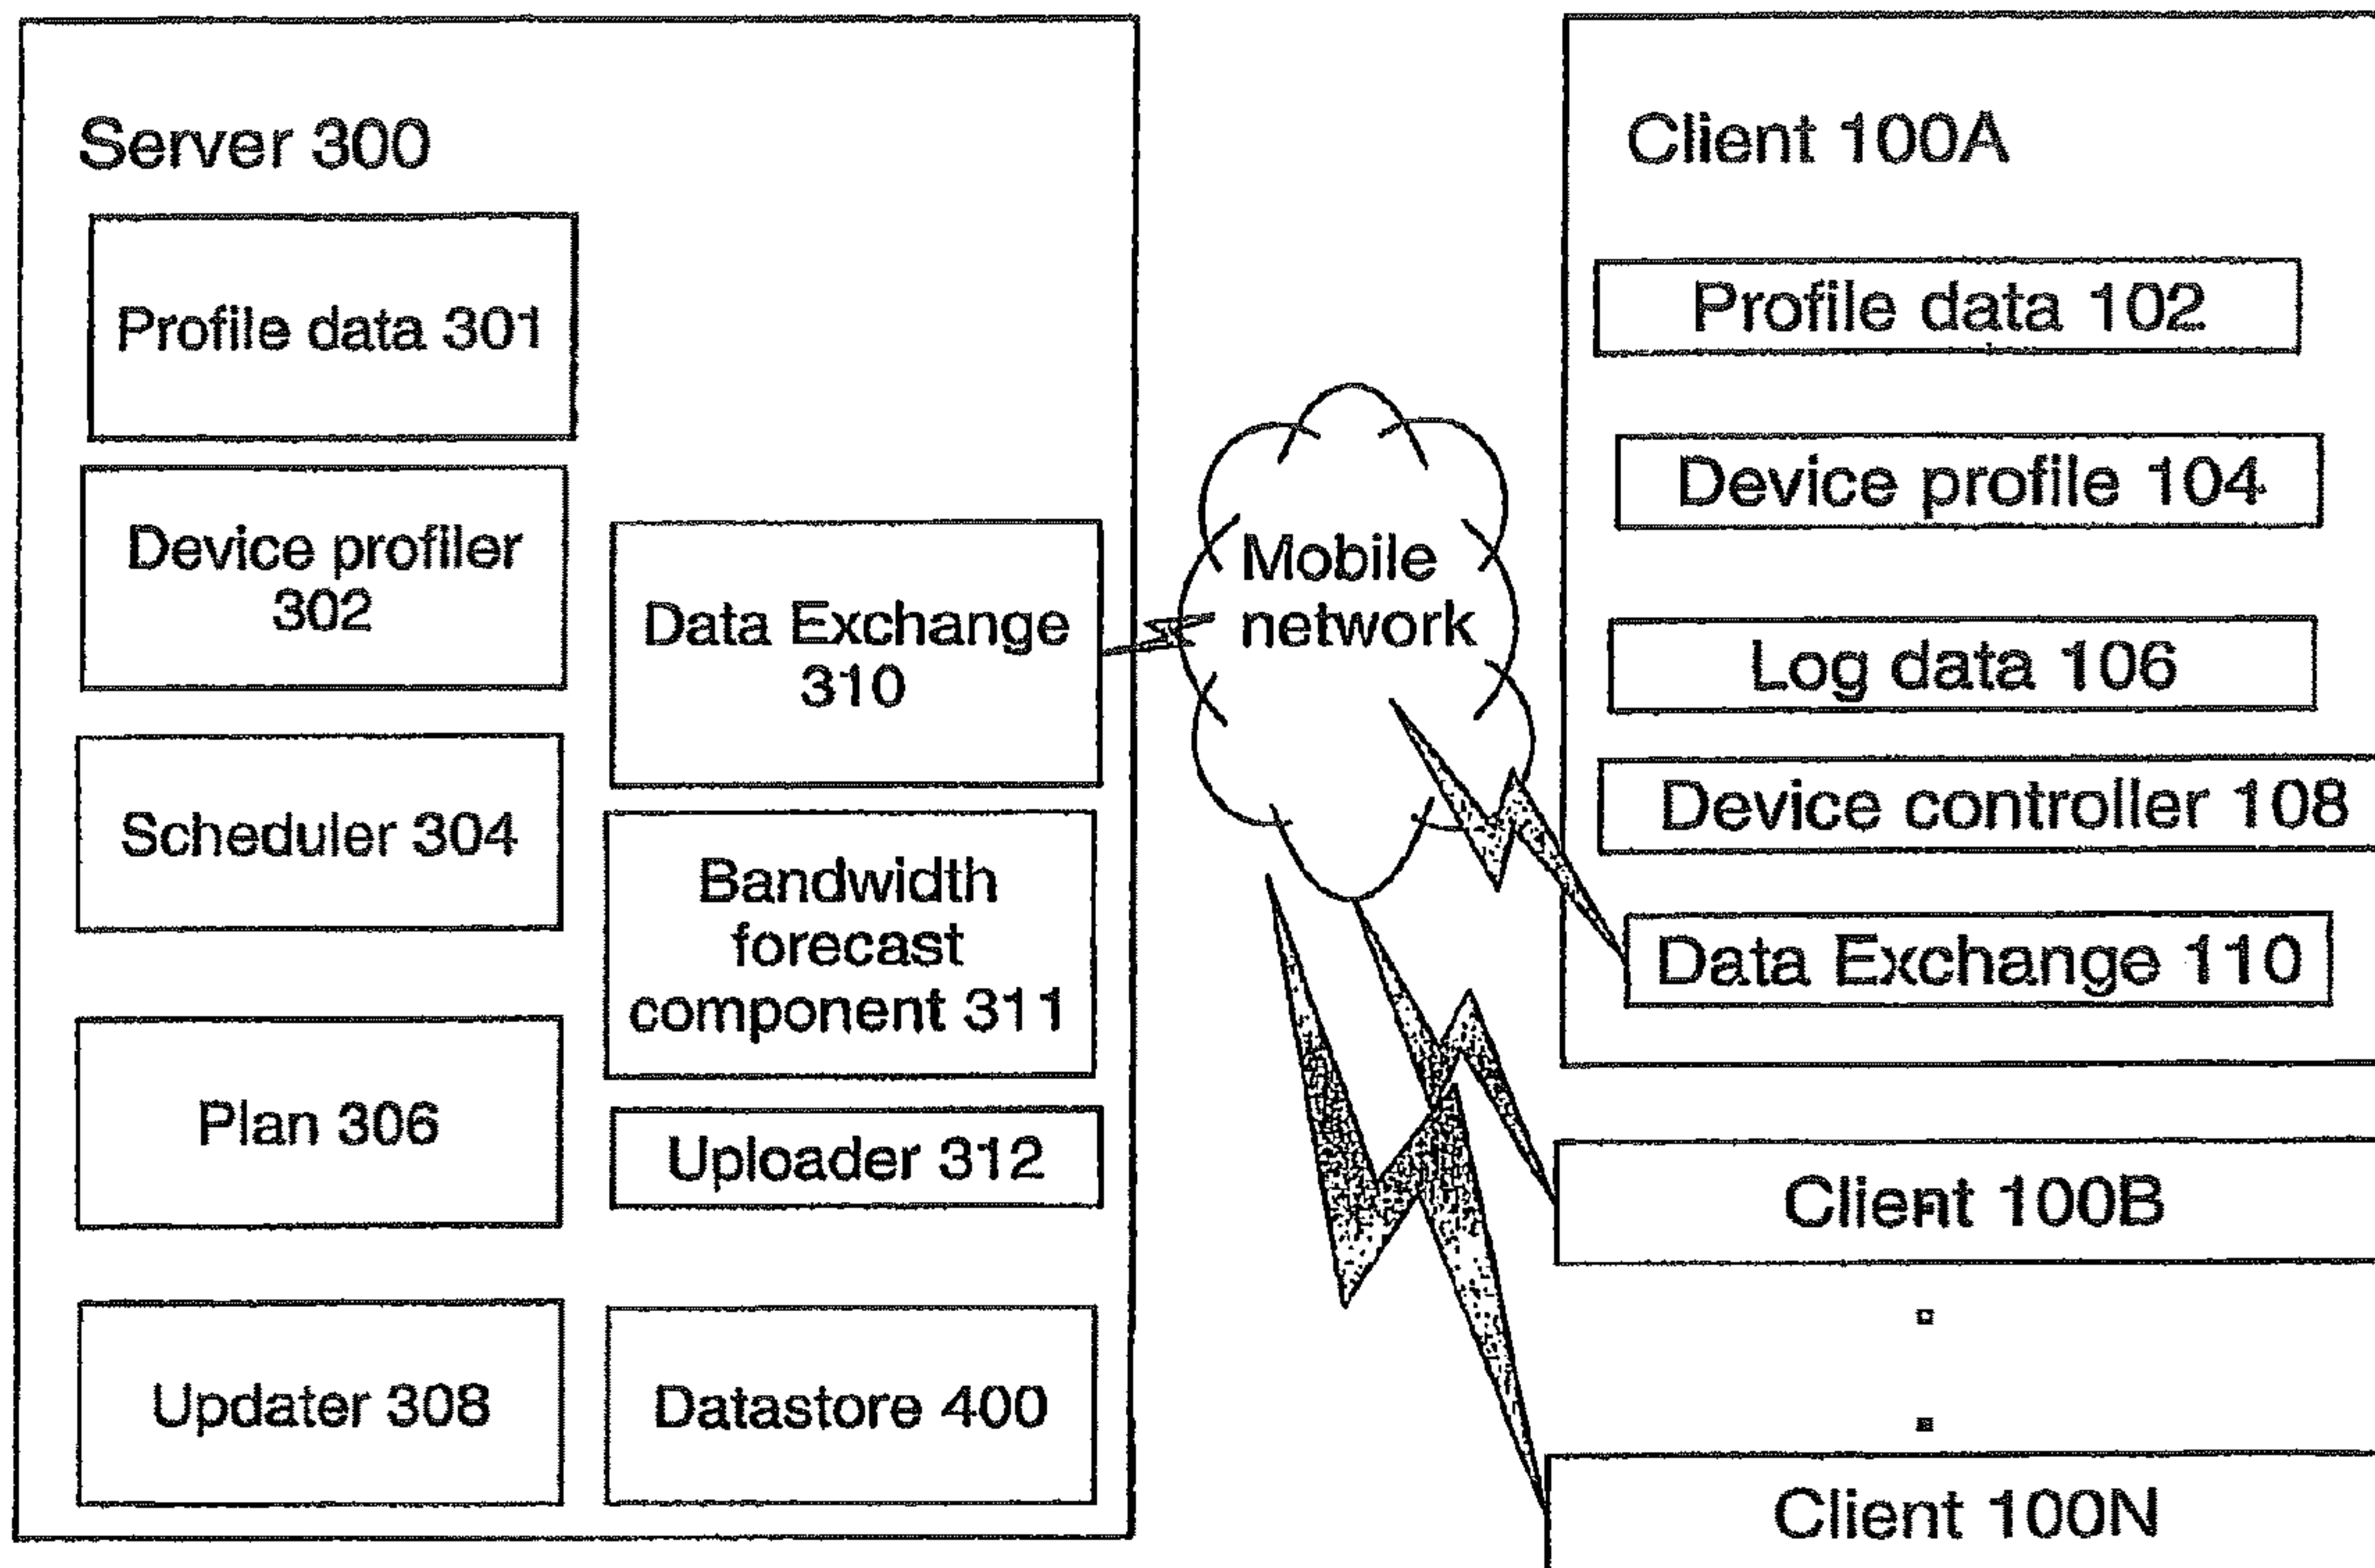 Server 300
Profile data 301
Device profiler
302
Scheduler 304
Plan 306
Updater 308
Data Exchange
310
Bandwidth
forecast
component 311
Uploader 312
Datastore 400
Mobile
network
Client 100A
Profile data 102
Device profile 104
Log data 106
Device controller 108
Data Exchange 110
Client 100B
Client 100N